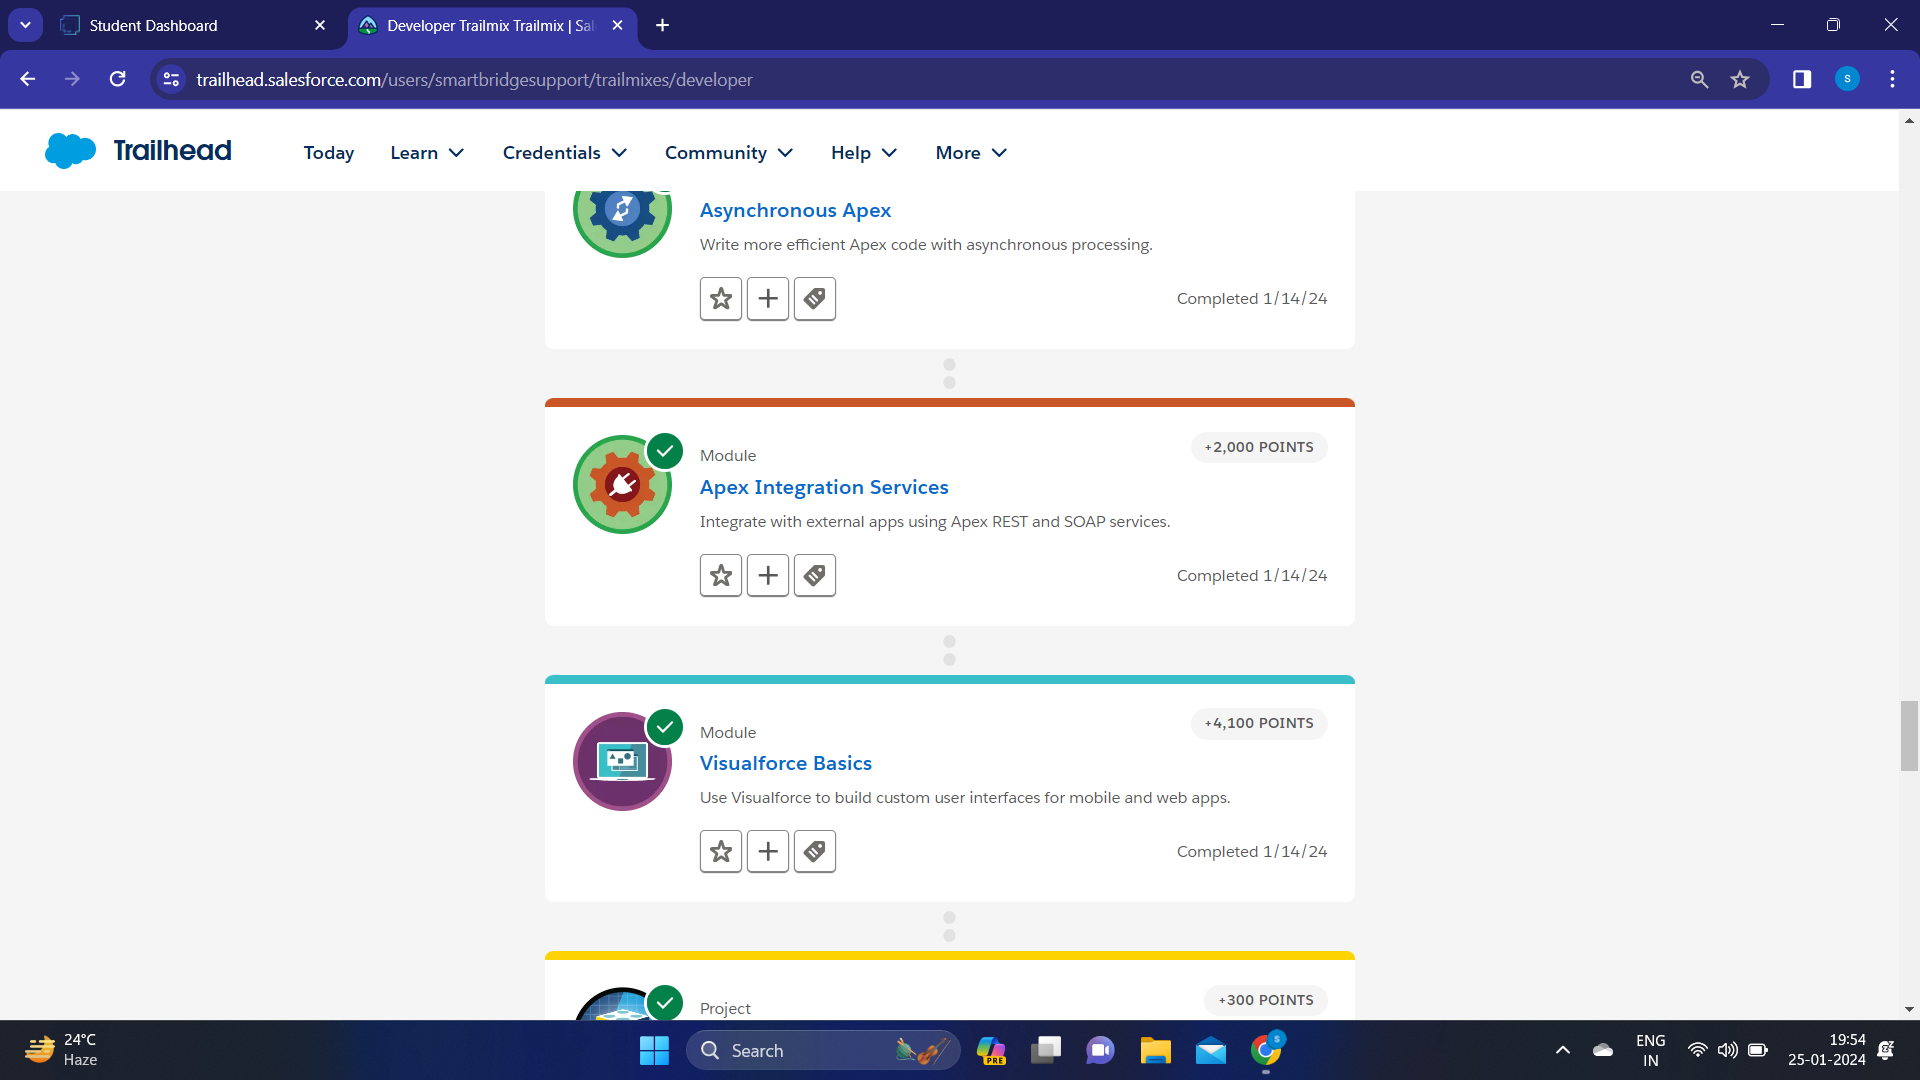 Student Dashboard
Developer Trailmix Trailmix | Sal
trailhead.salesforce.com/users/smartbridgesupport/trailmixes/developer
S
Trailhead
Today Learn Credentials Community Help More
Asynchronous Apex
Write more efficient Apex code with asynchronous processing.
Completed 1/14/24
+2,000 POINTS
Module
Apex Integration Services
Integrate with external apps using Apex REST and SOAP services.
Completed 1/14/24
+4,100 POINTS
Module
Visualforce Basics
Use Visualforce to build custom user interfaces for mobile and web apps.
Completed 1/14/24
+300 POINTS
Project
24°C
Haze
Search
PRE
S
ENG
IN
19:54
25-01-2024